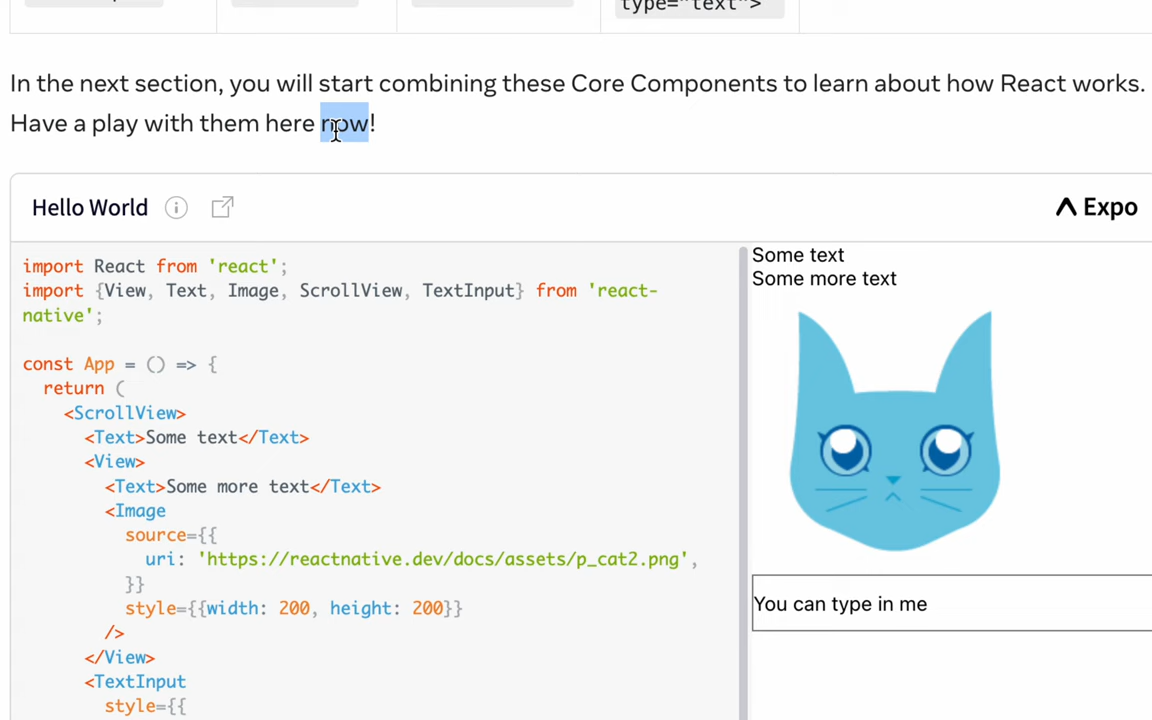 type="text">
In the next section, you will start combining these Core Components to learn about how React works.
Have a play with them here now!
Hello World
Expo
import React from 'react';
import {View, Text, Image, ScrollView, TextInput} from 'react-
native';
const App = () => {
return (
<ScrollView>
<Text>Some text</Text>
<View>
<Text>Some more text</Text>
<Image
source={{
uri: 'https://reactnative.dev/docs/assets/p_cat2.png',
}}
style={{width: 200, height: 200}}
/>
</View>
<TextInput
style={{
Some text
Some more text
You can type in me